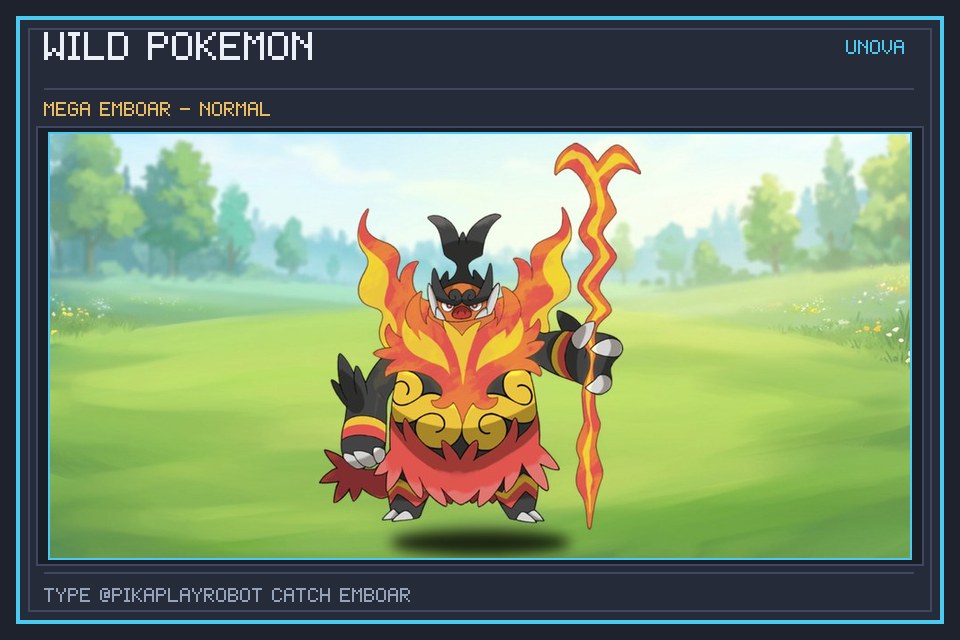 WILD POKEMON
UNOVA
MEGA EMBOAR - NORMAL
TYPE @PIKAPLAYROBOT CATCH EMBOAR